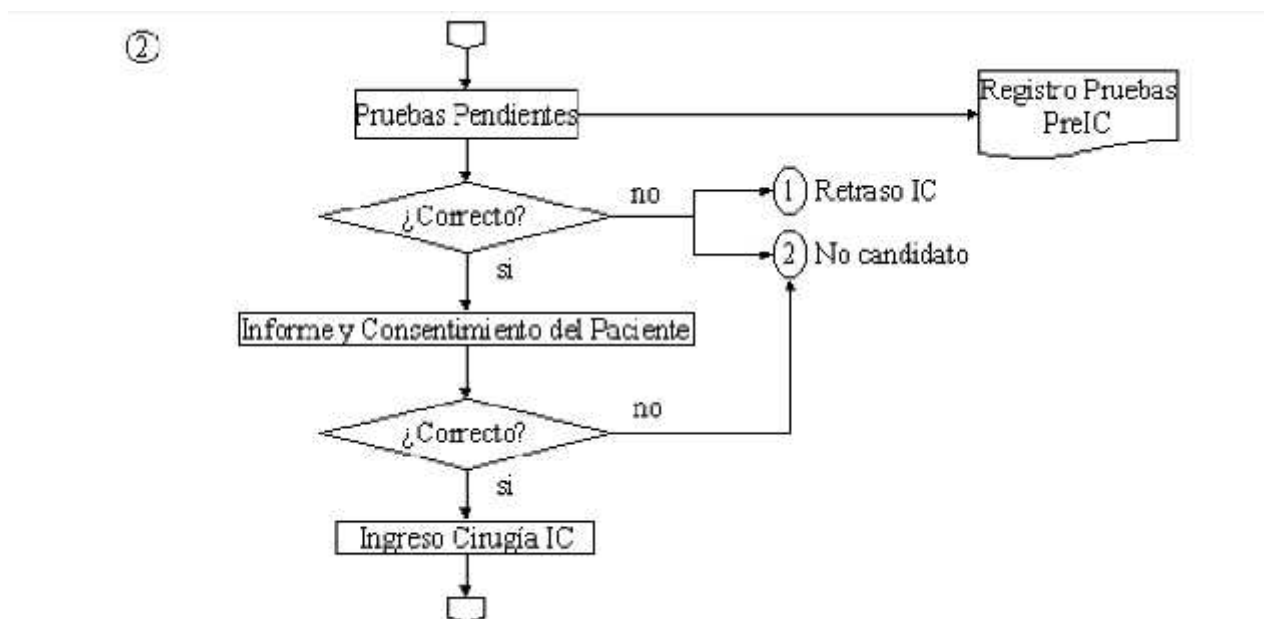 ②
Pruebas Pendientes
Registro Pruebas
PreIC
¿Correcto?
no
1 Retraso IC
2 No candidato
si
Informe y Consentimiento del Paciente
¿Correcto?
no
si
Ingreso Cirugía IC